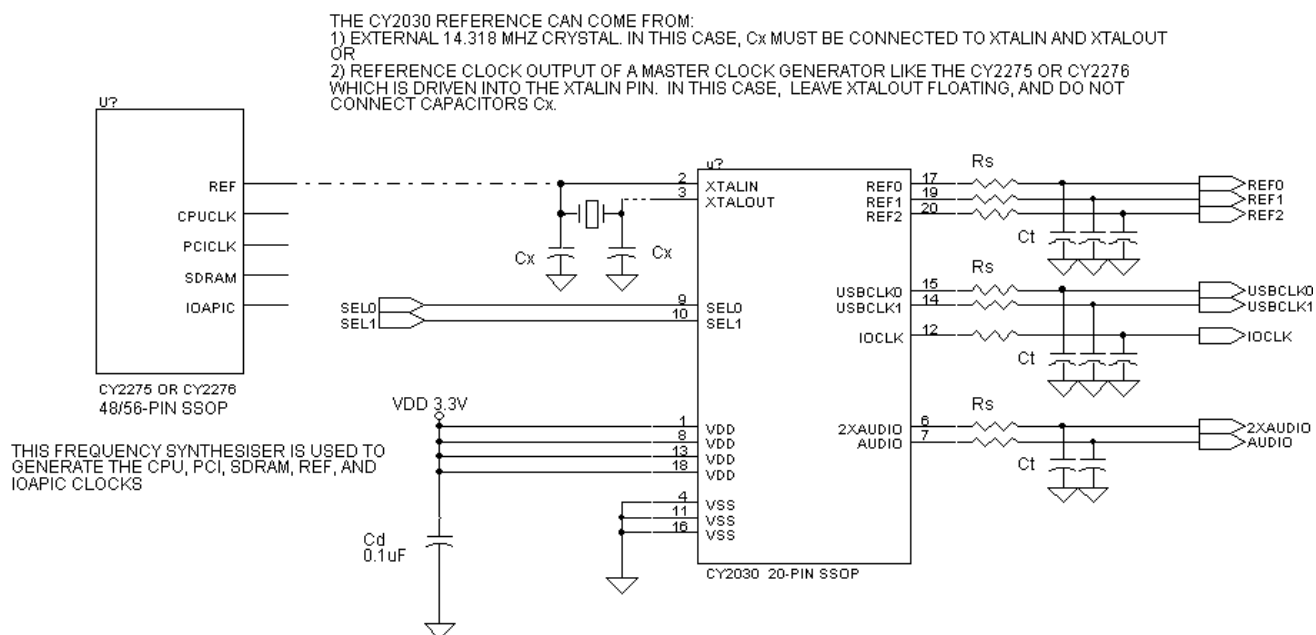 THE CY2030 REFERENCE CAN COME FROM:
1) EXTERNAL 14.318 MHZ CRYSTAL. IN THIS CASE, Cx MUST BE CONNECTED TO XTALIN AND XTALOUT
OR
2) REFERENCE CLOCK OUTPUT OF A MASTER CLOCK GENERATOR LIKE THE CY2275 OR CY2276
WHICH IS DRIVEN INTO THE XTALIN PIN. IN THIS CASE, LEAVE XTALOUT FLOATING, AND DO NOT
CONNECT CAPACITORS Cx.
U?
REF
CPUCLK
PCICLK
SDRAM
IOAPIC
CY2275 OR CY2276
48/56-PIN SSOP
THIS FREQUENCY SYNTHESISER IS USED TO
GENERATE THE CPU, PCI, SDRAM, REF, AND
IOAPIC CLOCKS
Cx
Cx
SEL0
SEL1
VDD 3.3V
Cd
0.1uF
u?
2 XTALIN
3 XTALOUT
9 SEL0
10 SEL1
1 VDD
8 VDD
13 VDD
18 VDD
4 VSS
11 VSS
16 VSS
REF0 17
REF1 19
REF2 20
USBCLK0 15
USBCLK1 14
IOCLK 12
2XAUDIO 6
AUDIO 7
CY2030 20-PIN SSOP
Rs
Ct
REF0
REF1
REF2
Rs
Ct
USBCLK0
USBCLK1
IOCLK
Rs
Ct
2XAUDIO
AUDIO